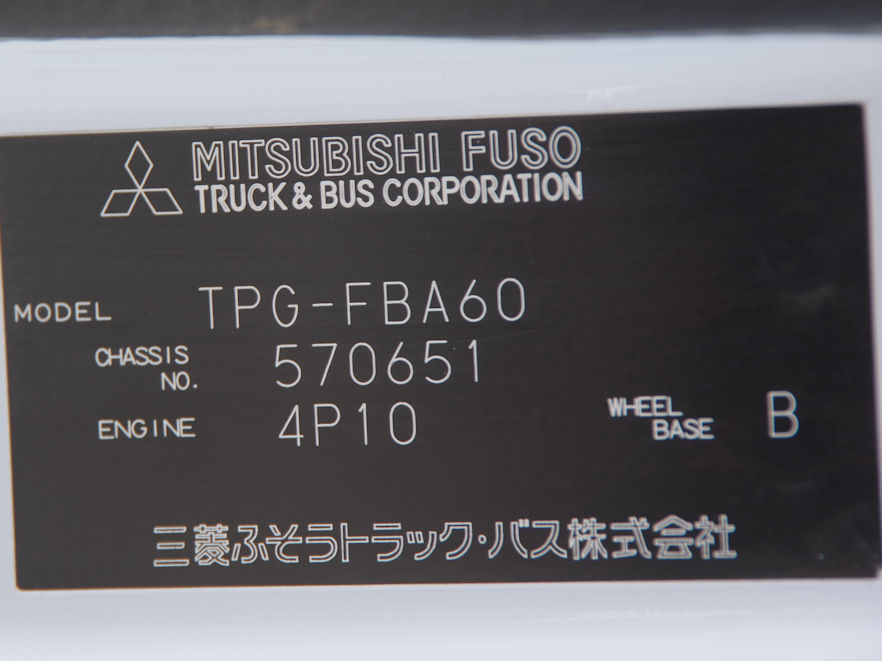 MITSUBISHI FUSO
TRUCK & BUS CORPORATION
MODEL TPG-FBA60
CHASSIS NO. 570651
ENGINE 4P10
WHEEL BASE B
三菱ふそうトラック・バス株式会社